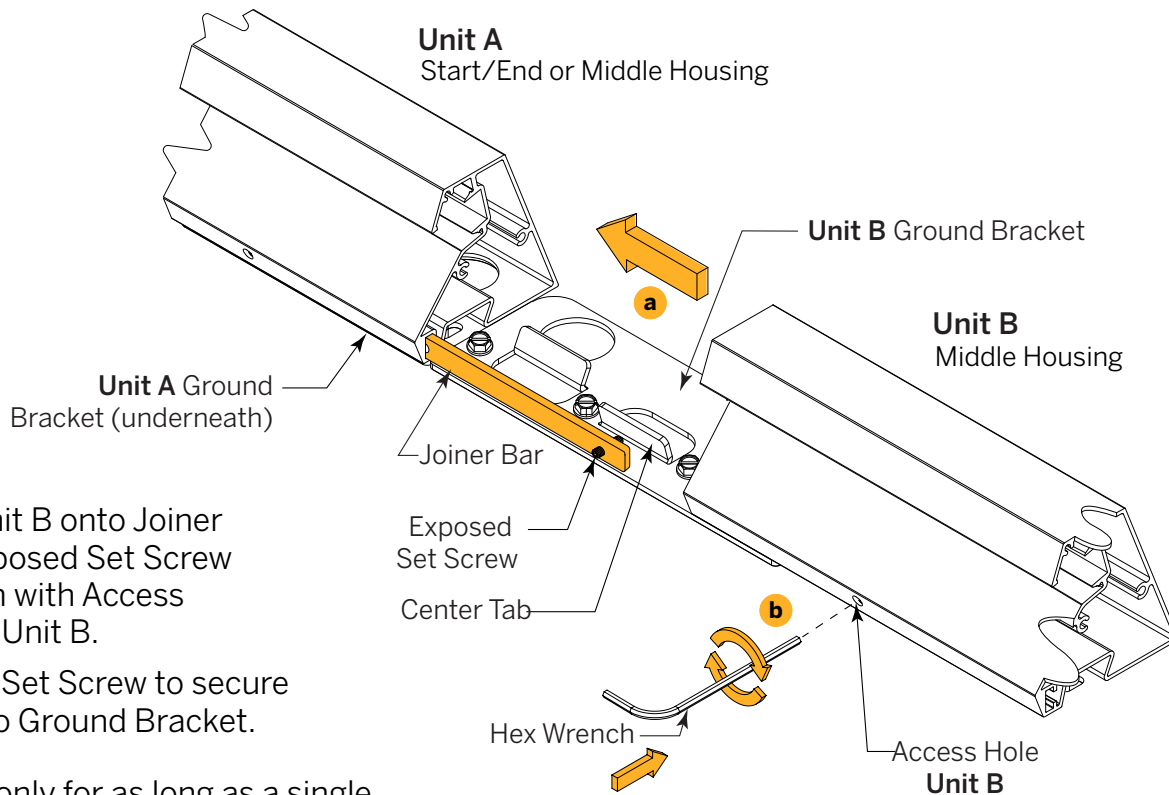 Unit A
Start/End or Middle Housing
Unit B Ground Bracket
a
Unit B
Middle Housing
Unit A Ground
Bracket (underneath)
Joiner Bar
Exposed
Set Screw
Center Tab
b
Hex Wrench
Access Hole
Unit B
B onto Joiner
Set Screw
with Access
Unit B.
Set Screw to secure
Ground Bracket.
only for as long as a single